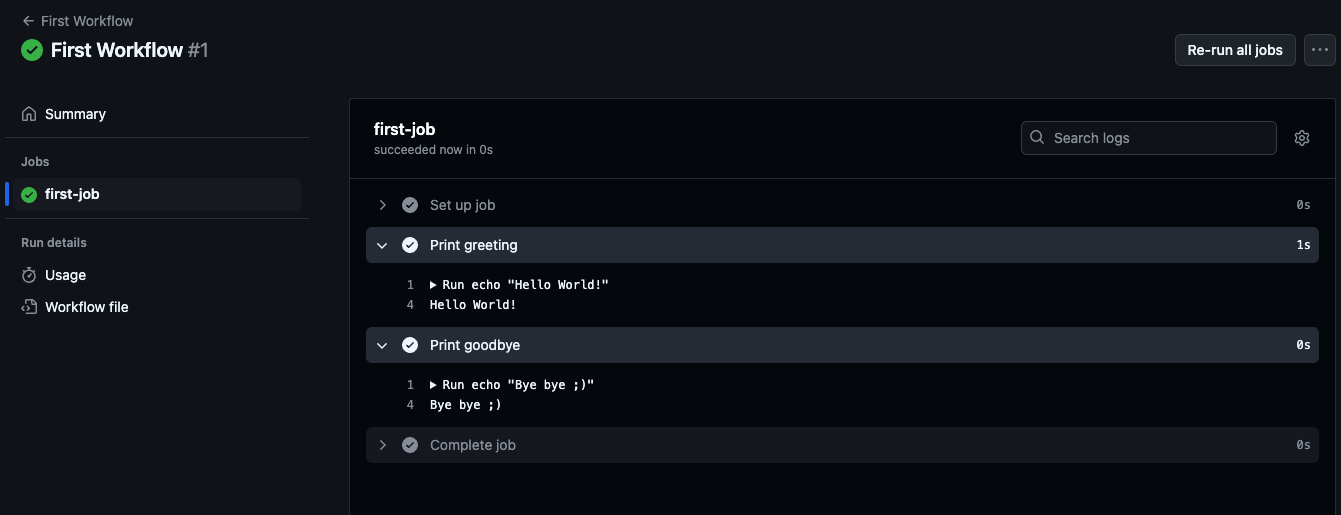 First Workflow
First Workflow #1
Re-run all jobs
Summary
Jobs
first-job
Run details
Usage
Workflow file
first-job
succeeded now in 0s
Search logs
Set up job 0s
Print greeting 1s
1 Run echo "Hello World!"
4 Hello World!
Print goodbye 0s
1 Run echo "Bye bye ;)"
4 Bye bye ;)
Complete job 0s